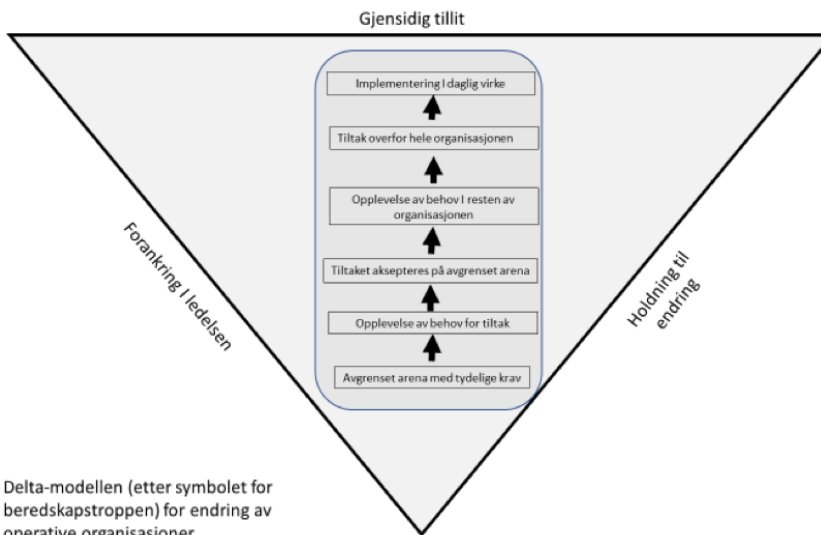 Gjensidig tillit
Implementering I daglig virke
Tiltak overfor hele organisasjonen
Opplevelse av behov I resten av
organisasjonen
Tiltaket aksepteres på avgrenset arena
Opplevelse av behov for tiltak
Avgrenset arena med tydelige krav
Forankring I ledelsen
Holdning til
endring
Delta-modellen (etter symbolet for
beredskapstroppen) for endring av
operative organisasjoner